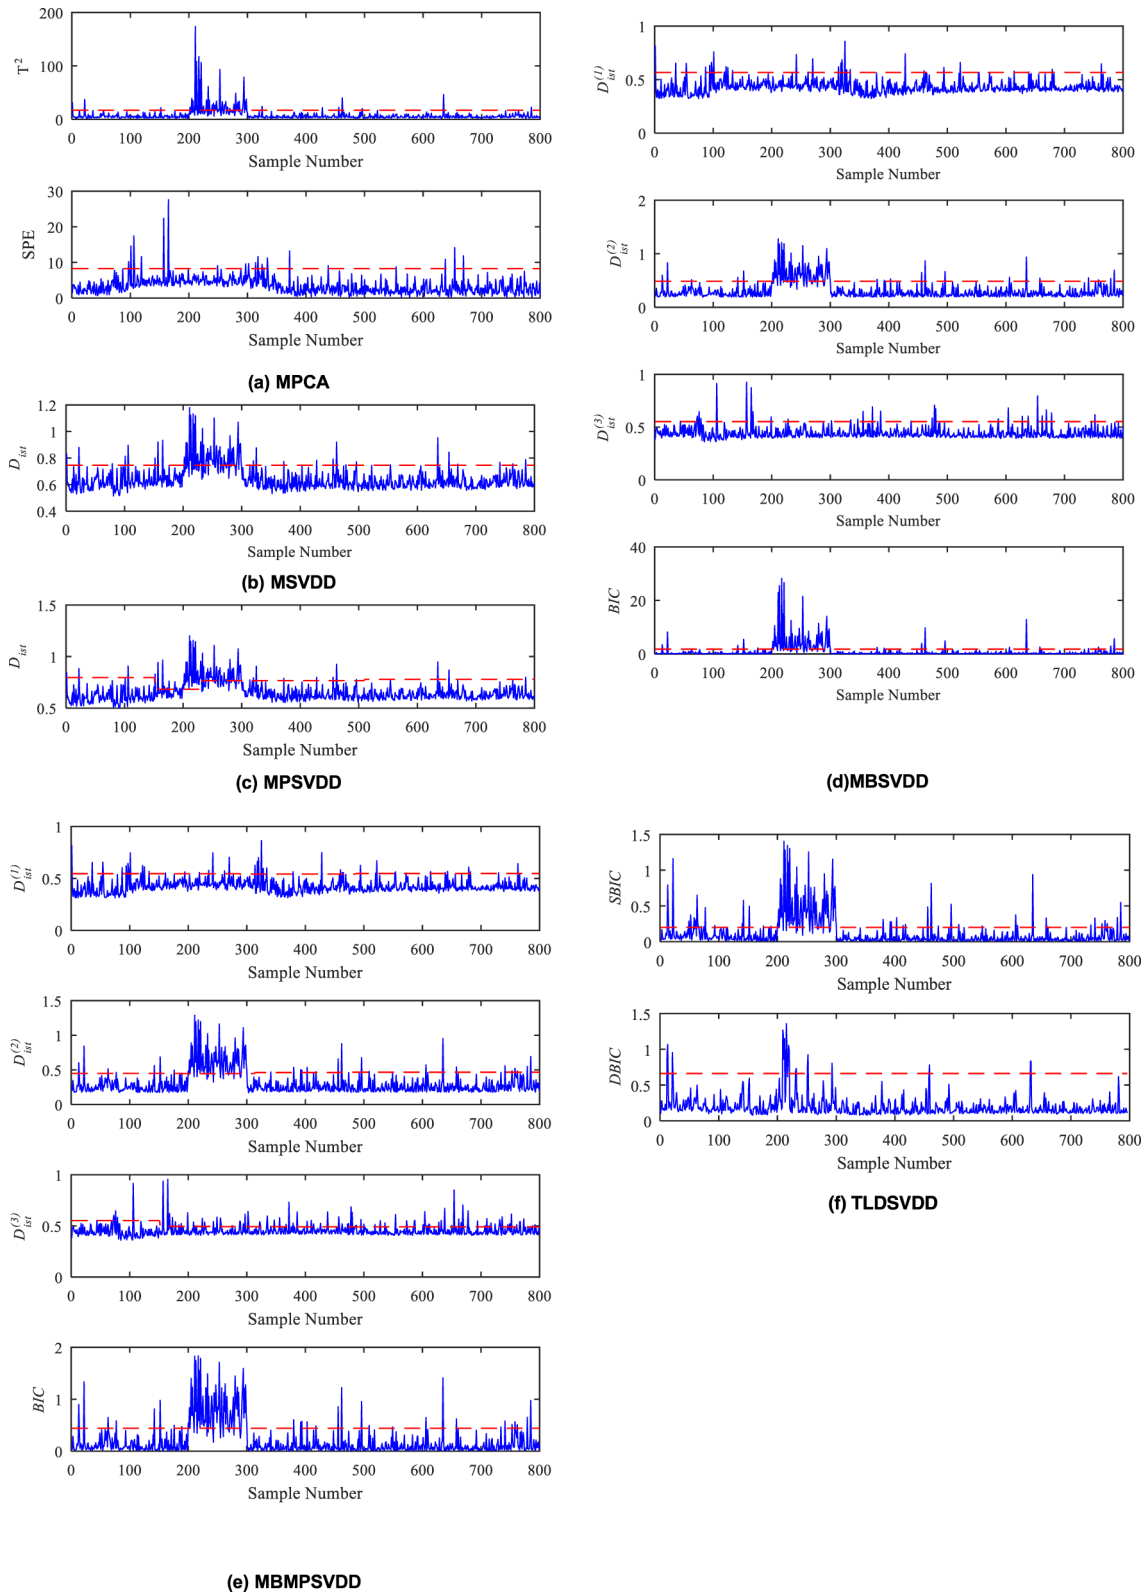 200
100
0
T²
0 100 200 300 400 500 600 700 800
Sample Number
30
20
10
0
SPE
0 100 200 300 400 500 600 700 800
Sample Number
(a) MPCA
1.2
1
0.8
0.6
0.4
D_ist
0 100 200 300 400 500 600 700 800
Sample Number
(b) MSVDD
1.5
1
0.5
D_ist
0 100 200 300 400 500 600 700 800
Sample Number
(c) MPSVDD
1
0.5
0
D_ist^(1)
0 100 200 300 400 500 600 700 800
Sample Number
2
1
0
D_ist^(2)
0 100 200 300 400 500 600 700 800
Sample Number
1
0.5
0
D_ist^(3)
0 100 200 300 400 500 600 700 800
Sample Number
40
20
0
BIC
0 100 200 300 400 500 600 700 800
Sample Number
(d)MBSVDD
1
0.5
0
D_ist^(1)
0 100 200 300 400 500 600 700 800
Sample Number
1.5
1
0.5
0
D_ist^(2)
0 100 200 300 400 500 600 700 800
Sample Number
1
0.5
0
D_ist^(3)
0 100 200 300 400 500 600 700 800
Sample Number
2
1
0
BIC
0 100 200 300 400 500 600 700 800
Sample Number
(e) MBMPSVDD
1.5
1
0.5
0
SBIC
0 100 200 300 400 500 600 700 800
Sample Number
1.5
1
0.5
0
DBIC
0 100 200 300 400 500 600 700 800
Sample Number
(f) TLDSVDD